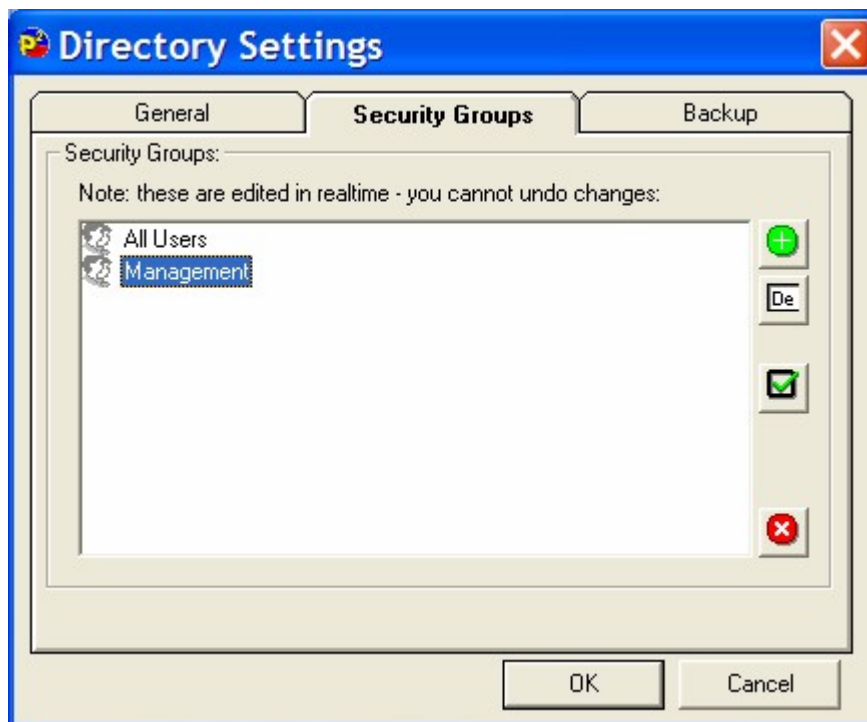 Directory Settings
General Security Groups Backup
Security Groups:
Note: these are edited in realtime - you cannot undo changes:
All Users
Management
De
OK Cancel